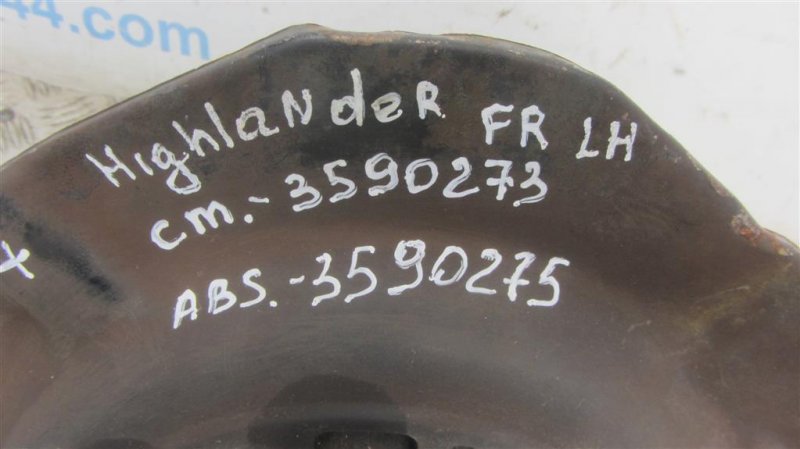 44.com
HighlaNdeR FR LH
cm.-3590273
x
ABS.-3590275